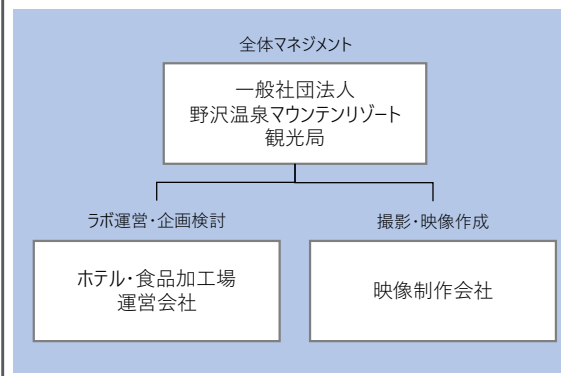 全体マネジメント
一般社団法人
野沢温泉マウンテンリゾート
観光局
ラボ運営・企画検討
撮影・映像作成
ホテル・食品加工場
運営会社
映像制作会社